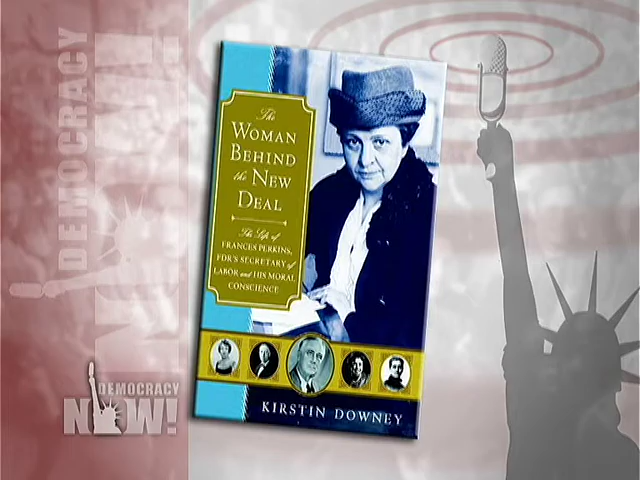 DEMOCRACY
NOW!
The
WOMAN
BEHIND
the NEW
DEAL
The Life of
FRANCES PERKINS,
FDR'S SECRETARY of
LABOR and HIS MORAL
CONSCIENCE
KIRSTIN DOWNEY
DEMOCRACY
NOW!